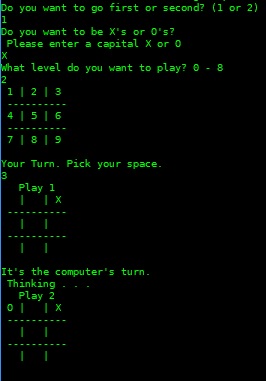 Do you want to go first or second? (1 or 2)
1
Do you want to be X's or O's?
 Please enter a capital X or O
X
What level do you want to play? 0 - 8
2
 1 | 2 | 3
----------
 4 | 5 | 6
----------
 7 | 8 | 9

Your Turn. Pick your space.
3
   Play 1
   |   | X
----------
   |   |
----------
   |   |

It's the computer's turn.
 Thinking . . .
   Play 2
 O |   | X
----------
   |   |
----------
   |   |